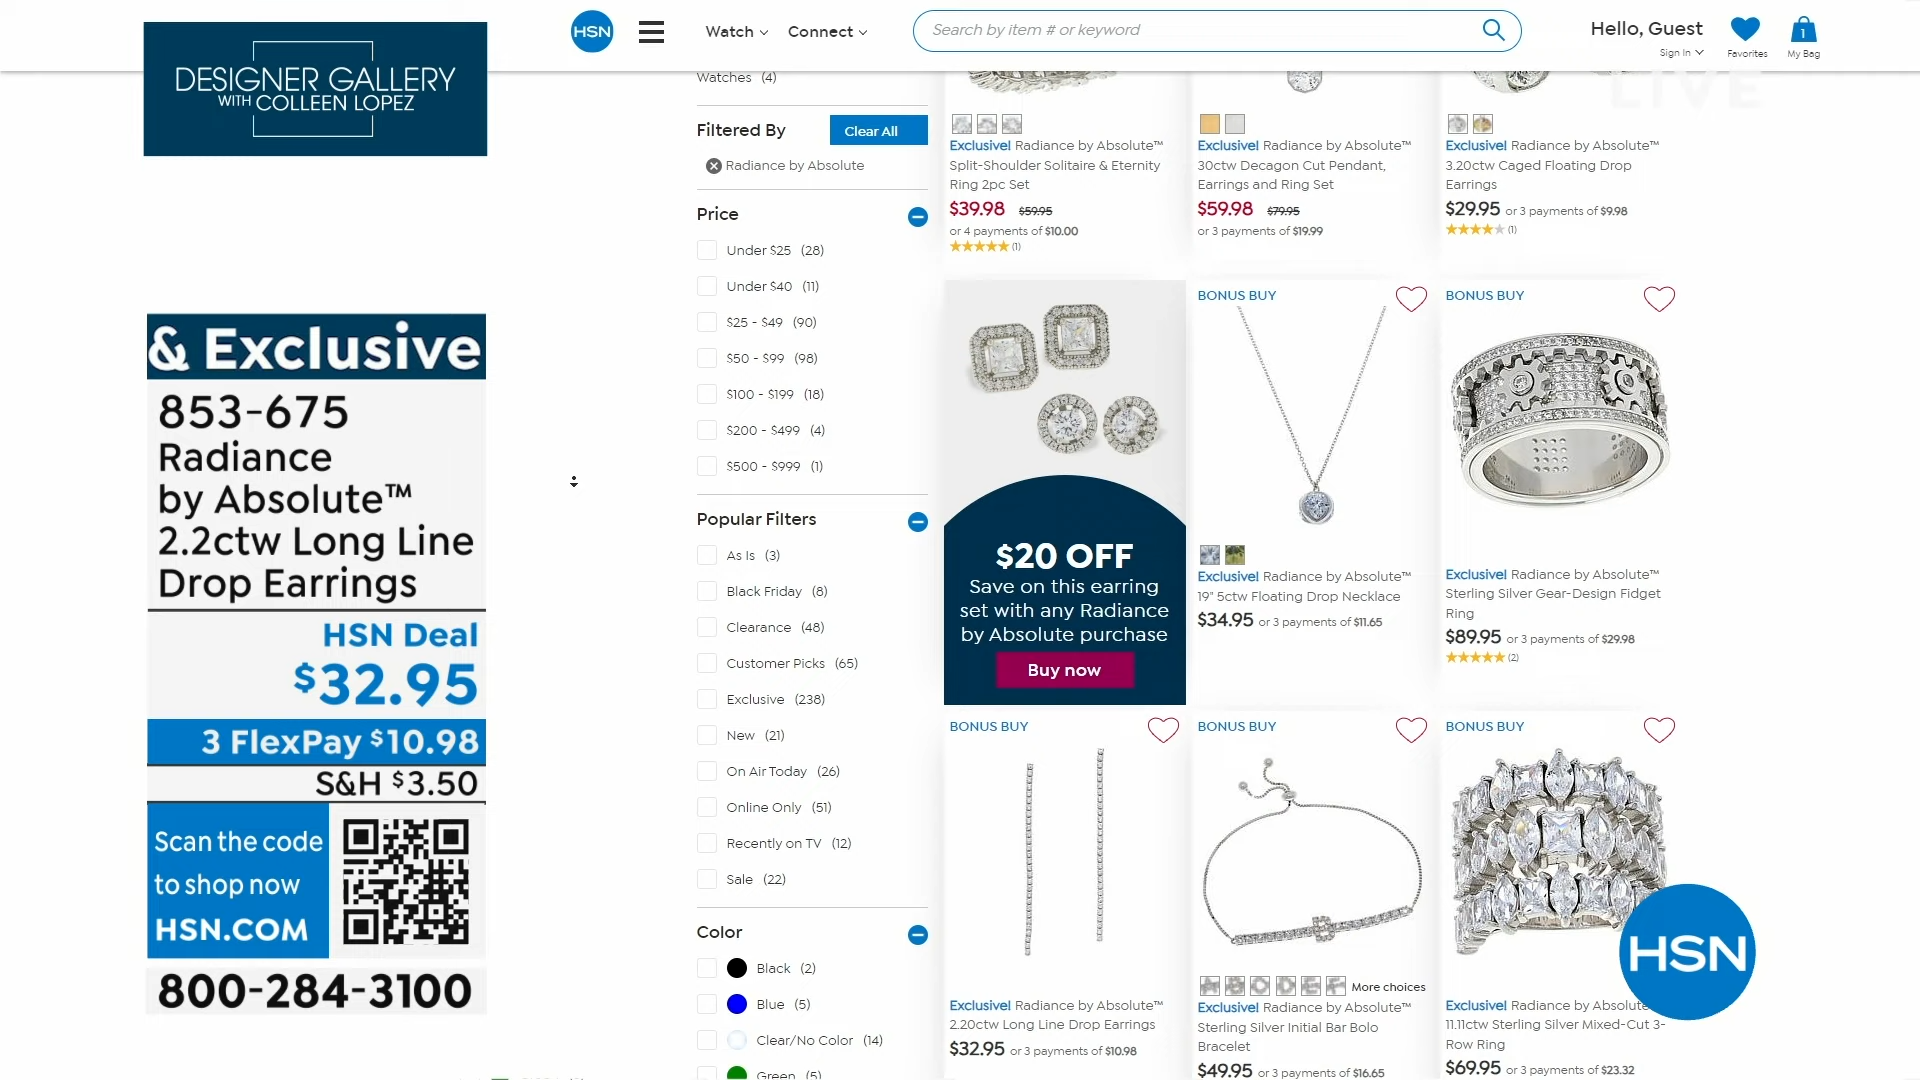 DESIGNER GALLERY
WITH COLLEEN LOPEZ
HSN
Watch
Connect
Search by item # or keyword
Hello, Guest
Sign In
Favorites
1
My Bag
LIVE
& Exclusive
853-675
Radiance
by Absolute™
2.2ctw Long Line
Drop Earrings
HSN Deal
$32.95
3 FlexPay $10.98
S&H $3.50
Scan the code
to shop now
HSN.COM
800-284-3100
Watches (4)
Filtered By
Clear All
Radiance by Absolute
Price
Under $25 (28)
Under $40 (11)
$25 - $49 (90)
$50 - $99 (98)
$100 - $199 (18)
$200 - $499 (4)
$500 - $999 (1)
Popular Filters
As Is (3)
Black Friday (8)
Clearance (48)
Customer Picks (65)
Exclusive (238)
New (21)
On Air Today (26)
Online Only (51)
Recently on TV (12)
Sale (22)
Color
Black (2)
Blue (5)
Clear/No Color (14)
Green (5)
Exclusive! Radiance by Absolute™
Split-Shoulder Solitaire & Eternity
Ring 2pc Set
$39.98 $59.95
or 4 payments of $10.00
(1)
Exclusive! Radiance by Absolute™
30ctw Decagon Cut Pendant,
Earrings and Ring Set
$59.98 $79.95
or 3 payments of $19.99
Exclusive! Radiance by Absolute™
3.20ctw Caged Floating Drop
Earrings
$29.95 or 3 payments of $9.98
(1)
$20 OFF
Save on this earring
set with any Radiance
by Absolute purchase
Buy now
BONUS BUY
Exclusive! Radiance by Absolute™
19" 5ctw Floating Drop Necklace
$34.95 or 3 payments of $11.65
BONUS BUY
Exclusive! Radiance by Absolute™
Sterling Silver Gear-Design Fidget
Ring
$89.95 or 3 payments of $29.98
(2)
BONUS BUY
Exclusive! Radiance by Absolute™
2.20ctw Long Line Drop Earrings
$32.95 or 3 payments of $10.98
BONUS BUY
A B C D E F More choices
Exclusive! Radiance by Absolute™
Sterling Silver Initial Bar Bolo
Bracelet
$49.95 or 3 payments of $16.65
BONUS BUY
Exclusive! Radiance by Absolute
11.11ctw Sterling Silver Mixed-Cut 3-
Row Ring
$69.95 or 3 payments of $23.32
HSN